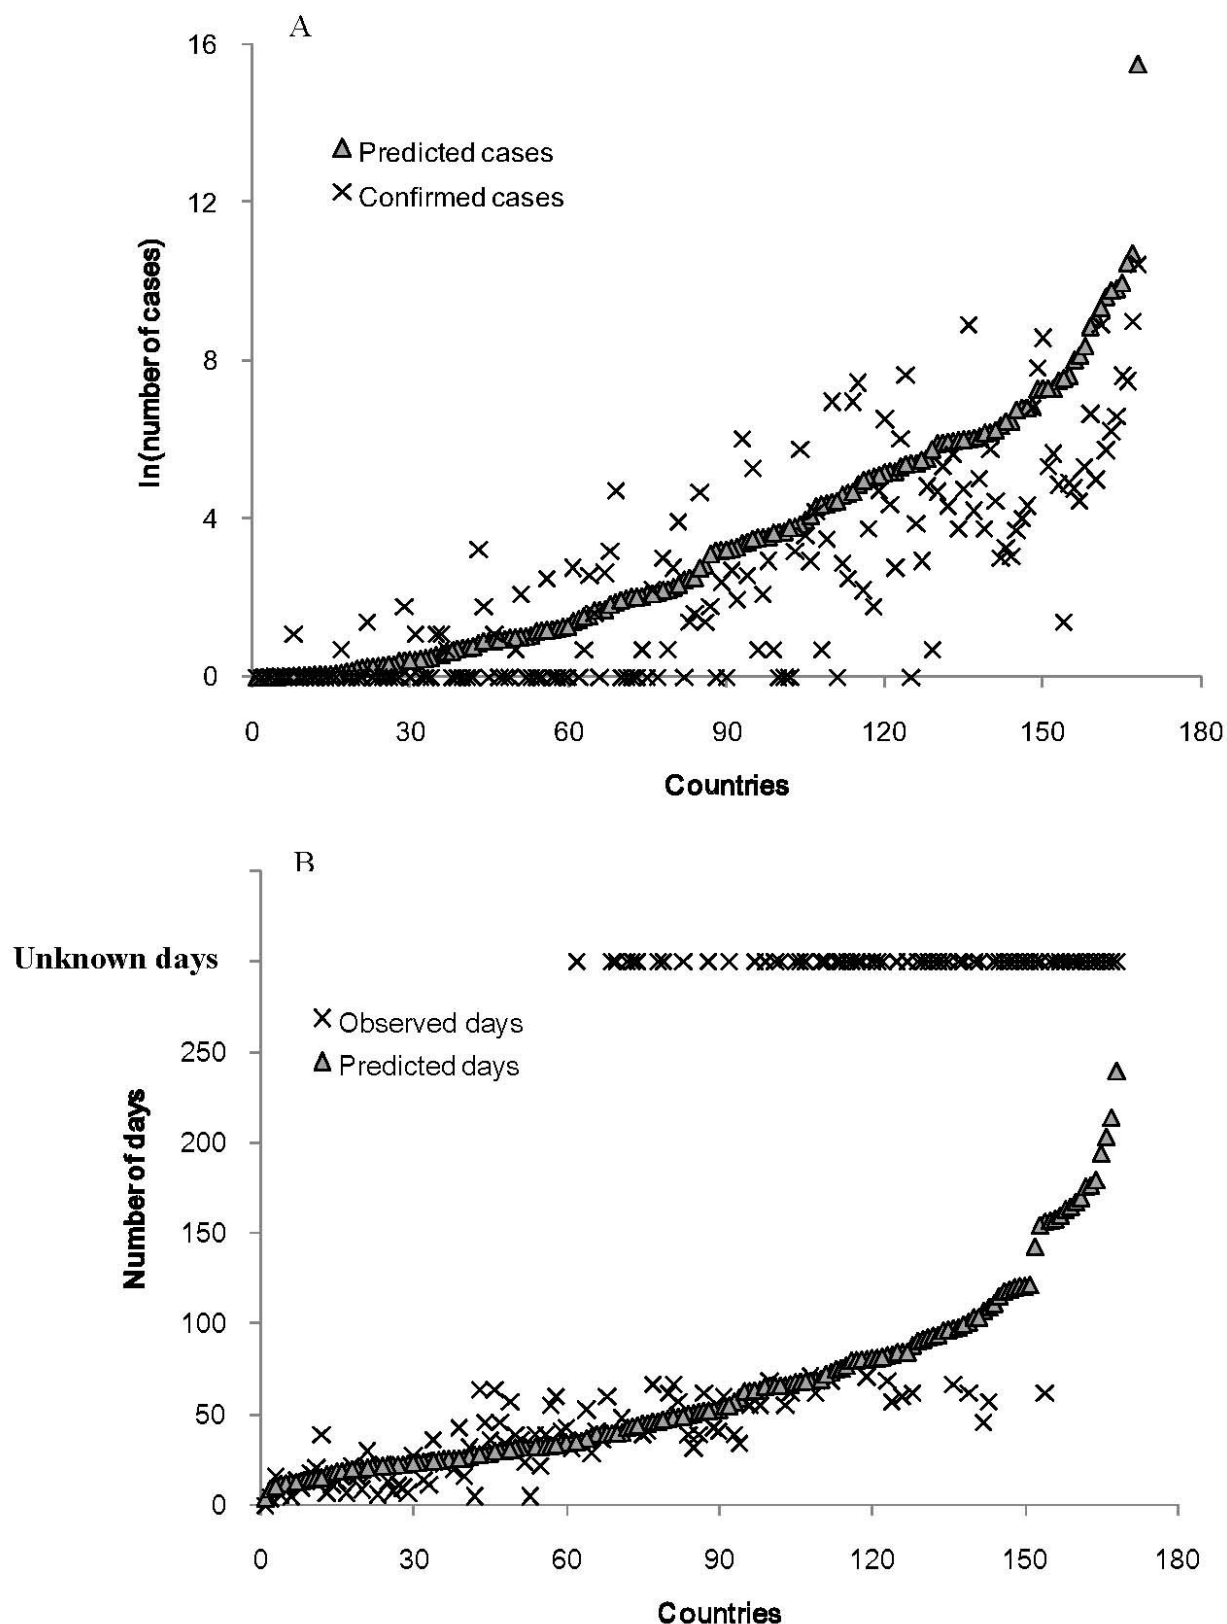 A
16
12
8
4
0
ln(number of cases)
Predicted cases
Confirmed cases
0 30 60 90 120 150 180
Countries
B
Unknown days
250
200
150
100
50
0
Number of days
Observed days
Predicted days
0 30 60 90 120 150 180
Countries